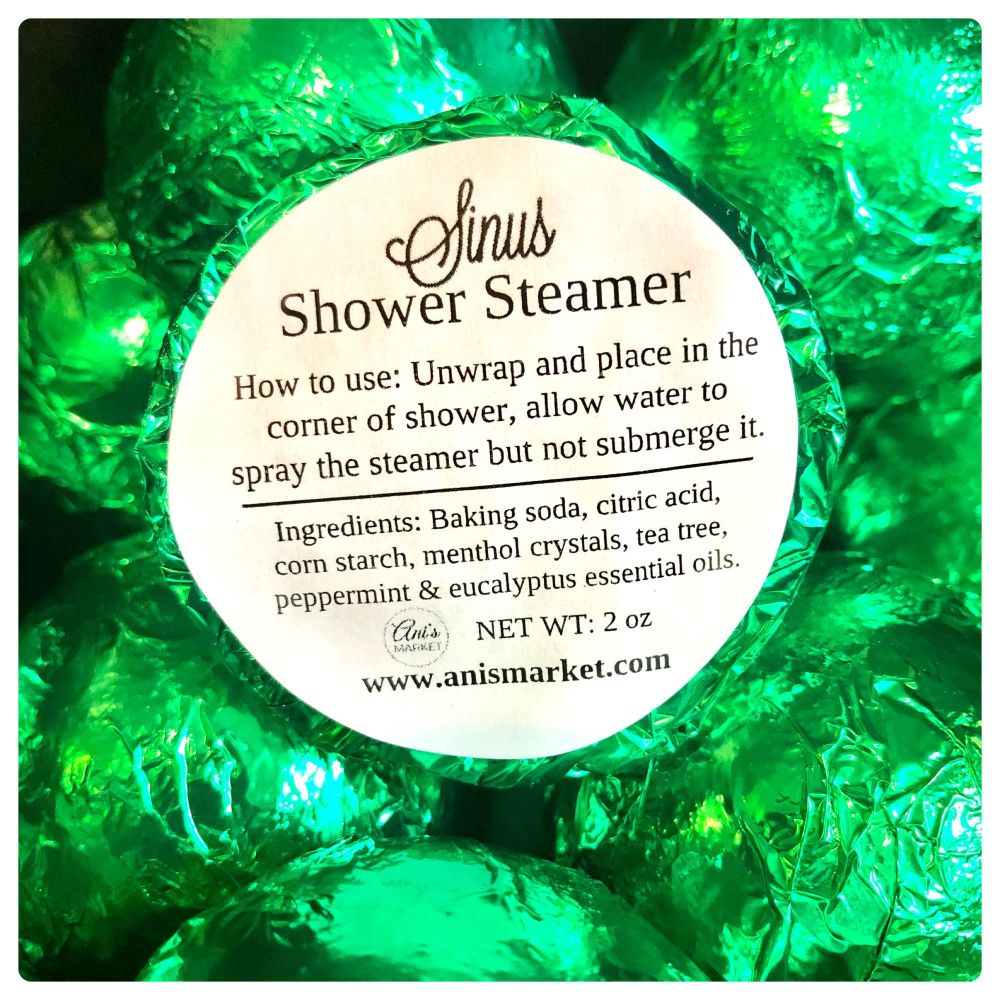 Sinus
Shower Steamer
How to use: Unwrap and place in the
corner of shower, allow water to
spray the steamer but not submerge it.
Ingredients: Baking soda, citric acid,
corn starch, menthol crystals, tea tree,
peppermint & eucalyptus essential oils.
Ani's
MARKET
NET WT: 2 oz
www.anismarket.com